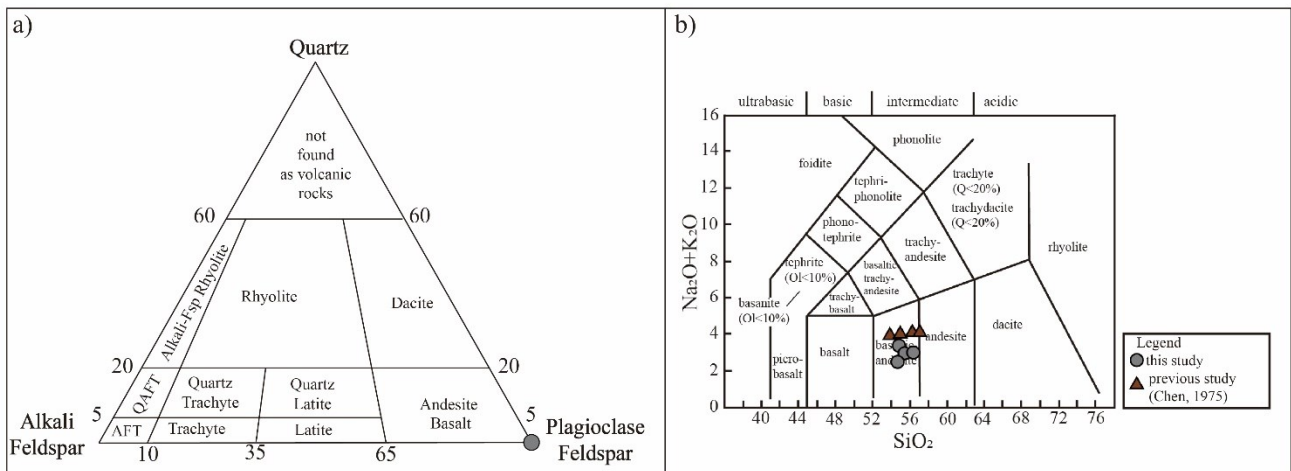 a)
Quartz
not
found
as volcanic
rocks
60
60
Alkali-Fsp Rhyolite
Rhyolite
Dacite
20
20
QAFT
Quartz
Trachyte
Quartz
Latite
Andesite
Basalt
5
5
Alkali
Feldspar
AFT
Trachyte
Latite
Plagioclase
Feldspar
10
35
65
b)
ultrabasic
basic
intermediate
acidic
16
14
12
10
8
6
4
2
0
Na₂O+K₂O
phonolite
foidite
tephri-
phonolite
trachyte
(Q<20%)
trachydacite
(Q<20%)
phono-
tephrite
trachy-
andesite
rhyolite
tephrite
(Ol<10%)
basaltic
trachy-
andesite
basanite
(Ol<10%)
trachy-
basalt
picro-
basalt
basalt
andesite
dacite
40
44
48
52
56
60
64
68
72
76
SiO₂
Legend
this study
previous study
(Chen, 1975)